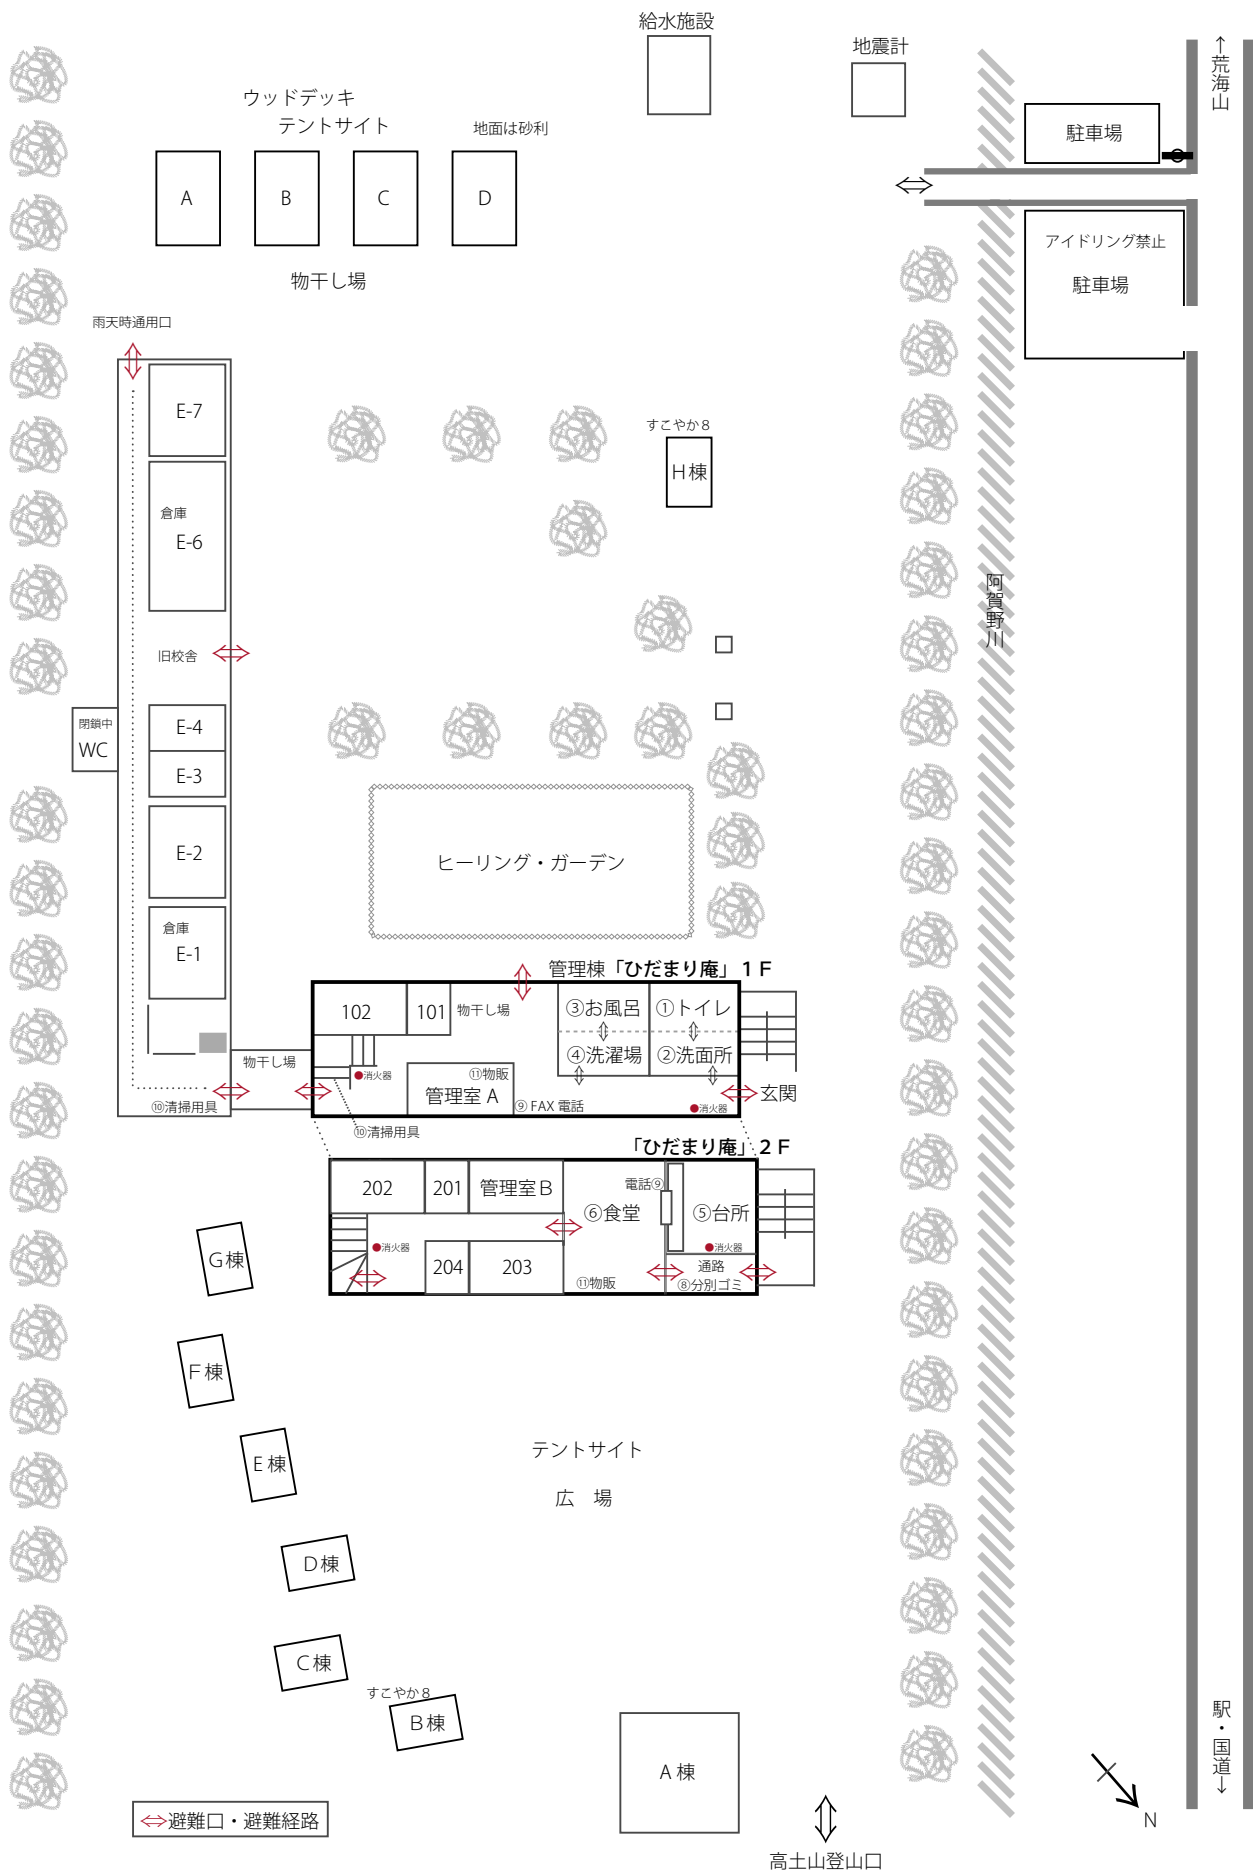 給水施設
地震計
↑荒海山
ウッドデッキ
テントサイト
地面は砂利
駐車場
A
B
C
D
アイドリング禁止
駐車場
物干し場
雨天時通用口
E-7
すこやか8
H棟
倉庫
E-6
阿賀野川
旧校舎
閉鎖中
WC
E-4
E-3
E-2
ヒーリング・ガーデン
倉庫
E-1
管理棟「ひだまり庵」1F
102
101
物干し場
③お風呂
①トイレ
④洗濯場
②洗面所
物干し場
●消火器
⑪物販
管理室A
玄関
⑩清掃用具
⑨FAX電話
●消火器
⑩清掃用具
「ひだまり庵」2F
202
201
管理室B
電話⑨
⑥食堂
⑤台所
●消火器
●消火器
204
203
通路
⑪物販
⑧分別ゴミ
G棟
F棟
E棟
テントサイト
広 場
D棟
C棟
すこやか8
B棟
A棟
駅・国道↓
N
⇔避難口・避難経路
高土山登山口